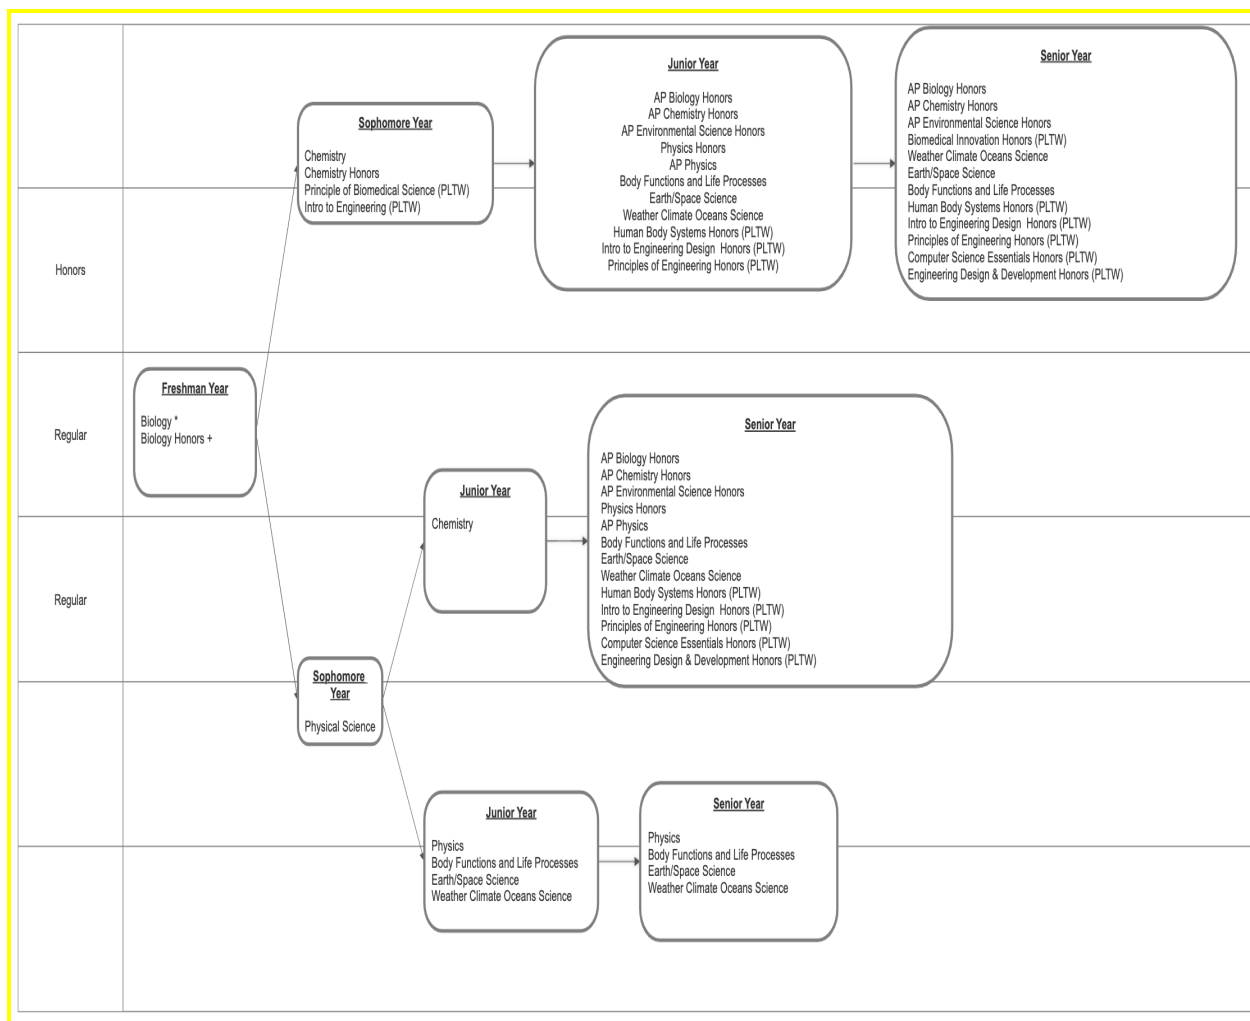 Honors
Regular
Regular
Freshman Year
Biology *
Biology Honors +
Sophomore Year
Chemistry
Chemistry Honors
Principle of Biomedical Science (PLTW)
Intro to Engineering (PLTW)
Junior Year
AP Biology Honors
AP Chemistry Honors
AP Environmental Science Honors
Physics Honors
AP Physics
Body Functions and Life Processes
Earth/Space Science
Weather Climate Oceans Science
Human Body Systems Honors (PLTW)
Intro to Engineering Design  Honors (PLTW)
Principles of Engineering Honors (PLTW)
Senior Year
AP Biology Honors
AP Chemistry Honors
AP Environmental Science Honors
Biomedical Innovation Honors (PLTW)
Weather Climate Oceans Science
Earth/Space Science
Body Functions and Life Processes
Human Body Systems Honors (PLTW)
Intro to Engineering Design  Honors (PLTW)
Principles of Engineering Honors (PLTW)
Computer Science Essentials Honors (PLTW)
Engineering Design & Development Honors (PLTW)
Sophomore
Year
Physical Science
Junior Year
Chemistry
Senior Year
AP Biology Honors
AP Chemistry Honors
AP Environmental Science Honors
Physics Honors
AP Physics
Body Functions and Life Processes
Earth/Space Science
Weather Climate Oceans Science
Human Body Systems Honors (PLTW)
Intro to Engineering Design  Honors (PLTW)
Principles of Engineering Honors (PLTW)
Computer Science Essentials Honors (PLTW)
Engineering Design & Development Honors (PLTW)
Junior Year
Physics
Body Functions and Life Processes
Earth/Space Science
Weather Climate Oceans Science
Senior Year
Physics
Body Functions and Life Processes
Earth/Space Science
Weather Climate Oceans Science